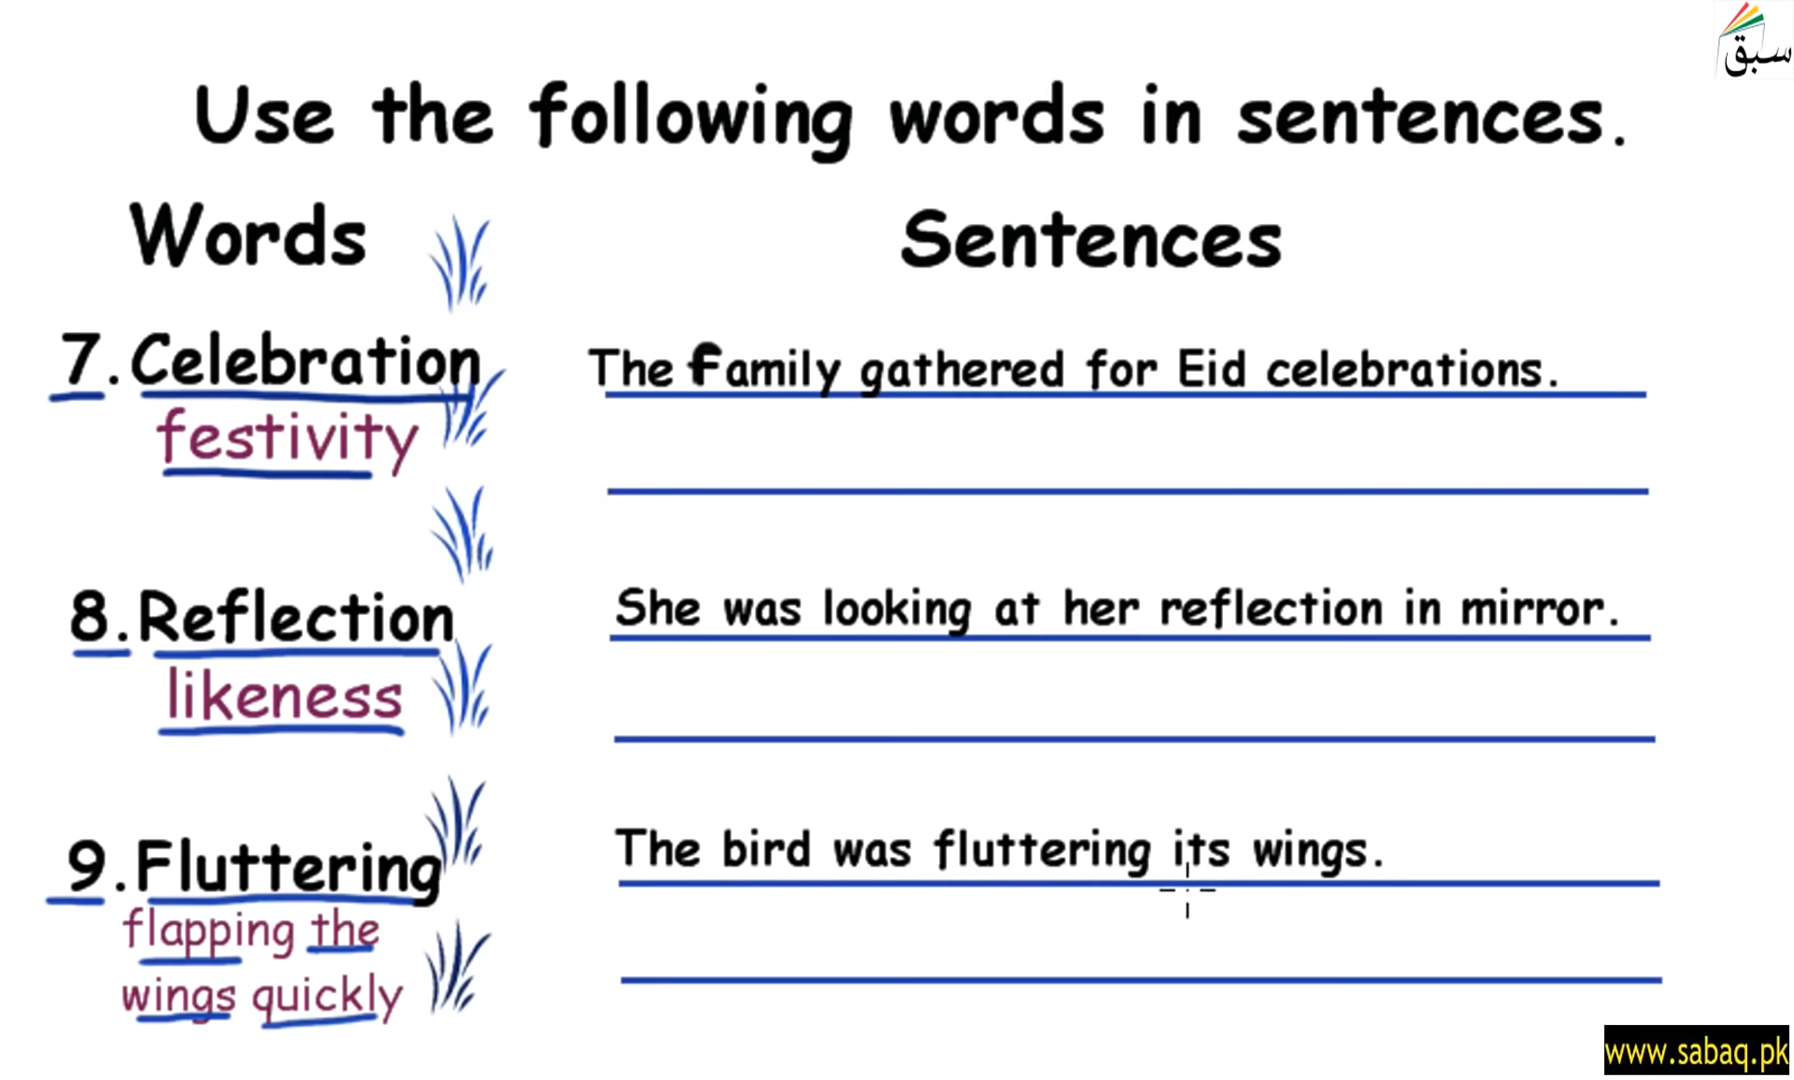 سبق
Use the following words in sentences.
Words
Sentences
7. Celebration
The family gathered for Eid celebrations.
festivity
8. Reflection
She was looking at her reflection in mirror.
likeness
9. Fluttering
The bird was fluttering its wings.
flapping the
wings quickly
www.sabaq.pk